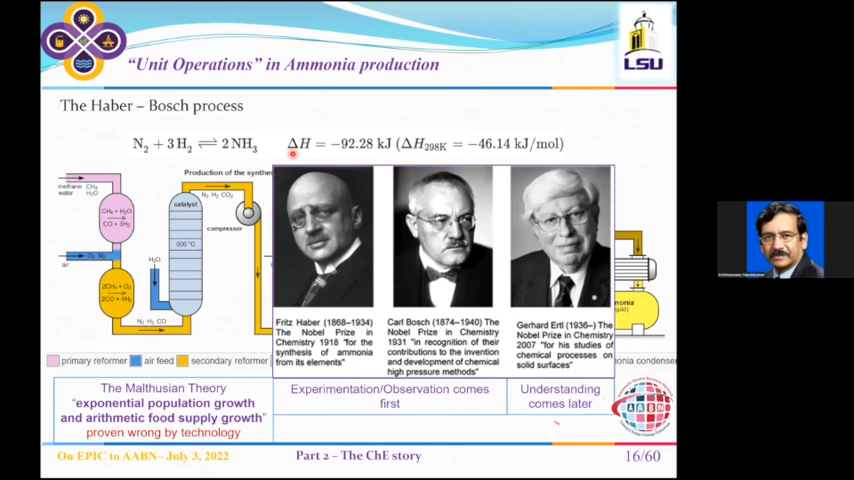 "Unit Operations" in Ammonia production
LSU
The Haber – Bosch process
N₂ + 3 H₂ ⇌ 2 NH₃ ΔH = −92.28 kJ (ΔH₂₉₈K = −46.14 kJ/mol)
Production of the synthes
methane CH₄
water H₂O
CH₄ + H₂O
CO + 3H₂
air O₂ N₂
2CH₄ + O₂
2CO + 4H₂
N₂ H₂ CO
H₂O
catalyst
500 °C
N₂ H₂ CO₂
compressor
primary reformer
air feed
secondary reformer
Fritz Haber (1868–1934)
The Nobel Prize in
Chemistry 1918 "for the
synthesis of ammonia
from its elements"
Carl Bosch (1874–1940) The
Nobel Prize in Chemistry
1931 "in recognition of their
contributions to the invention
and development of chemical
high pressure methods"
Gerhard Ertl (1936–) The
Nobel Prize in Chemistry
2007 "for his studies of
chemical processes on
solid surfaces"
monia
onia condenser
The Malthusian Theory
"exponential population growth
and arithmetic food supply growth"
proven wrong by technology
Experimentation/Observation comes
first
Understanding
comes later
AABN
On EPIC to AABN– July 3, 2022
Part 2 – The ChE story
16/60